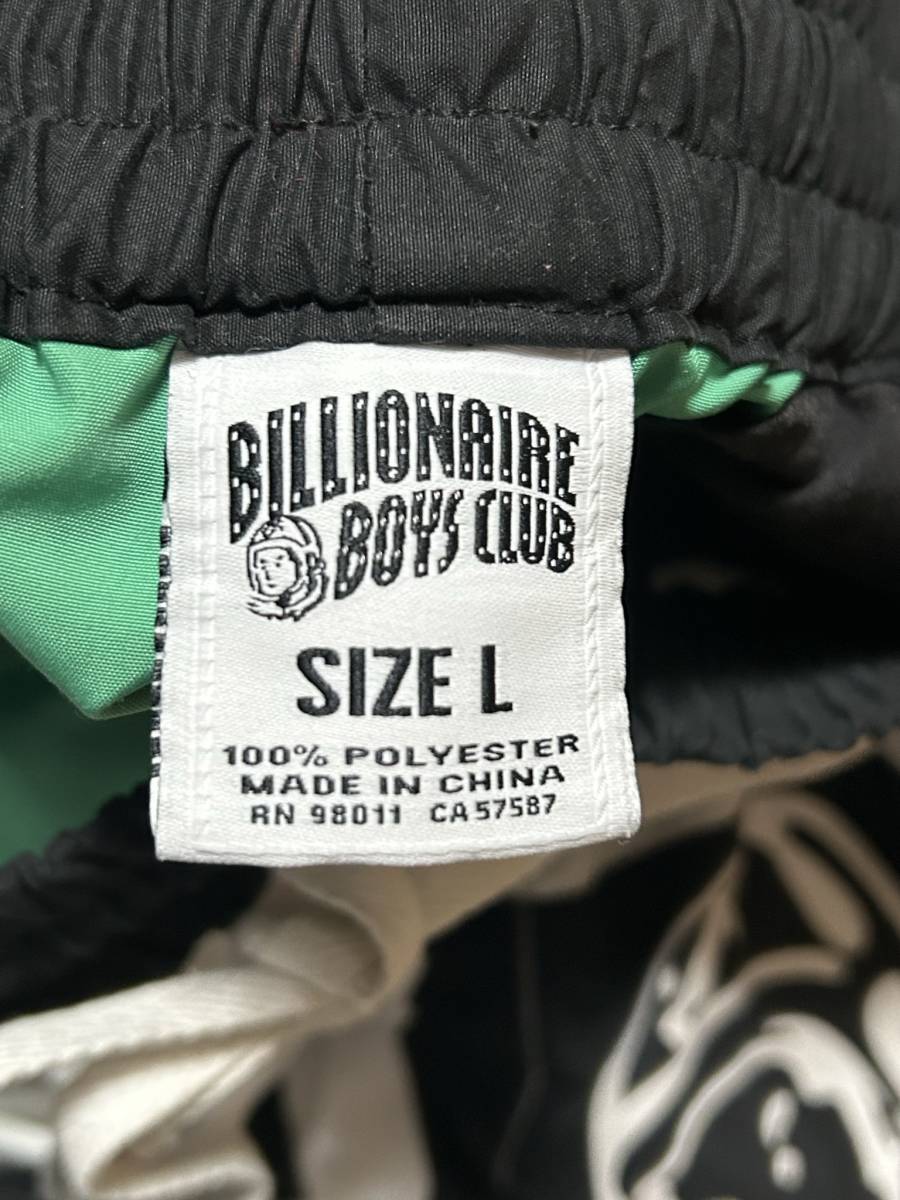 BILLIONAIRE
BOYS CLUB
SIZE L
100% POLYESTER
MADE IN CHINA
RN 98011 CA57587